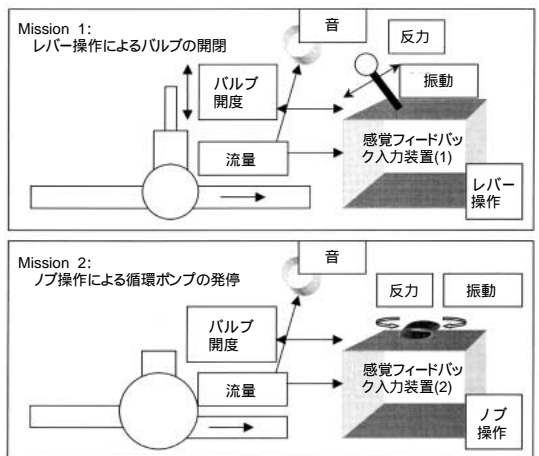 Mission 1:
レバー操作によるバルブの開閉
音
反力
振動
バルブ
開度
流量
感覚フィードバッ
ク入力装置(1)
レバー
操作
Mission 2:
ノブ操作による循環ポンプの発停
音
反力
振動
バルブ
開度
流量
感覚フィードバッ
ク入力装置(2)
ノブ
操作